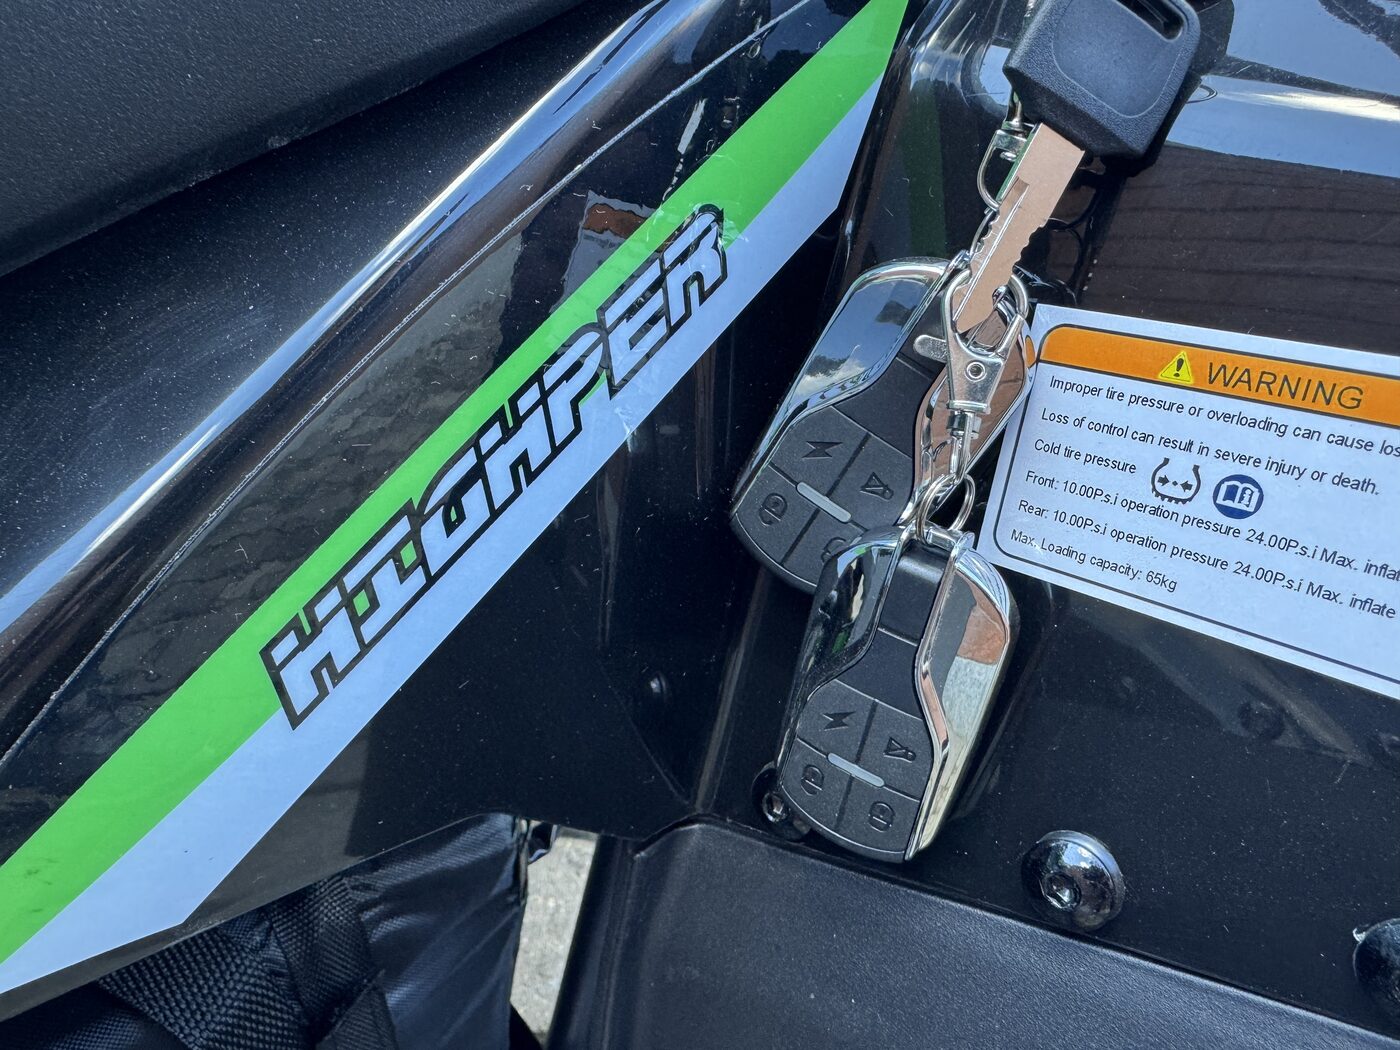 HIGHPER
WARNING
Improper tire pressure or overloading can cause los
Loss of control can result in severe injury or death.
Cold tire pressure
Front: 10.00P.s.i operation pressure 24.00P.s.i Max. inflat
Rear: 10.00P.s.i operation pressure 24.00P.s.i Max. inflate
Max. Loading capacity: 65kg